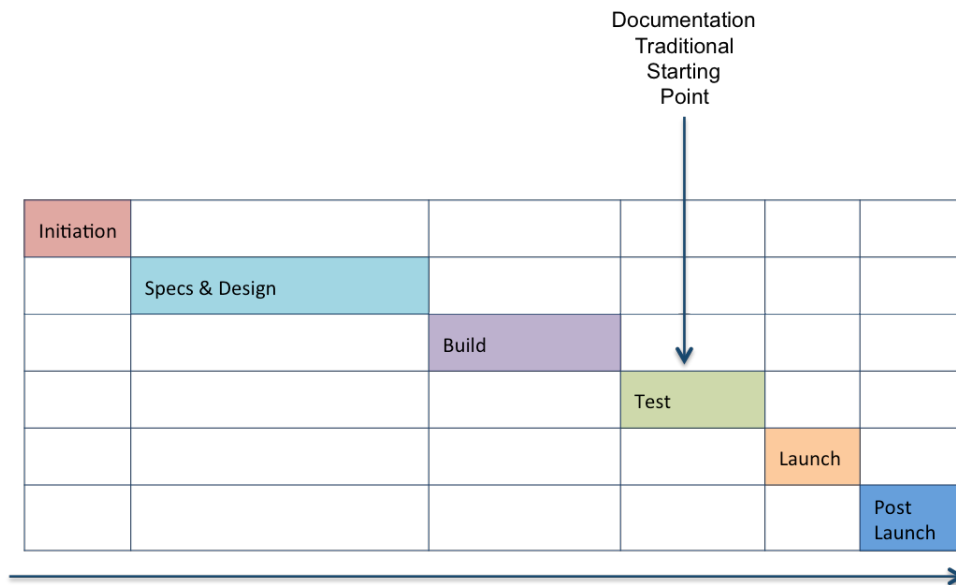 Documentation
Traditional
Starting
Point
Initiation
Specs & Design
Build
Test
Launch
Post
Launch